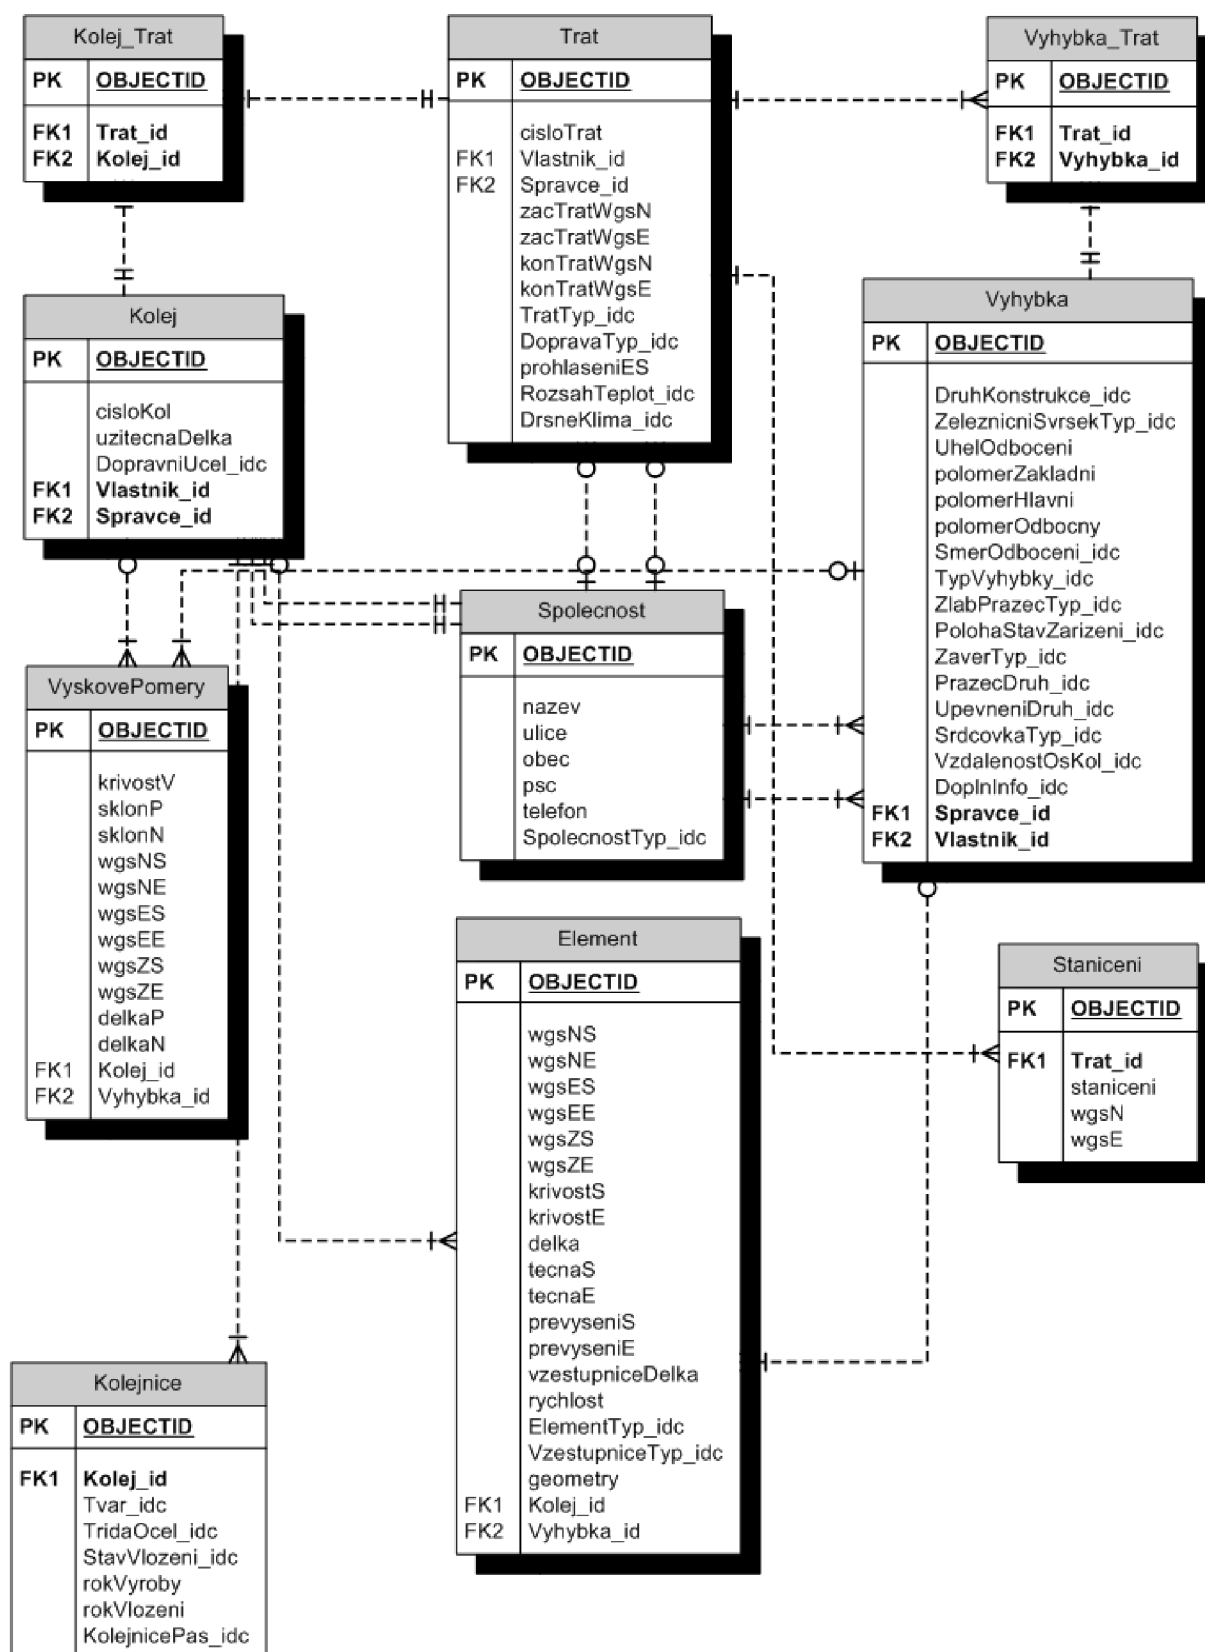 Kolej_Trat
PK OBJECTID
FK1 Trat_id
FK2 Kolej_id
Trat
PK OBJECTID
cisloTrat
FK1 Vlastnik_id
FK2 Spravce_id
zacTratWgsN
zacTratWgsE
konTratWgsN
konTratWgsE
TratTyp_idc
DopravaTyp_idc
prohlaseniES
RozsahTeplot_idc
DrsneKlima_idc
Vyhybka_Trat
PK OBJECTID
FK1 Trat_id
FK2 Vyhybka_id
Kolej
PK OBJECTID
cisloKol
uzitecnaDelka
DopravniUcel_idc
FK1 Vlastnik_id
FK2 Spravce_id
Vyhybka
PK OBJECTID
DruhKonstrukce_idc
ZeleznicniSvrsekTyp_idc
UhelOdboceni
polomerZakladni
polomerHlavni
polomerOdbocny
SmerOdboceni_idc
TypVyhybky_idc
ZlabPrazecTyp_idc
PolohaStavZarizeni_idc
ZaverTyp_idc
PrazecDruh_idc
UpevneniDruh_idc
SrdcovkaTyp_idc
VzdalenostOsKol_idc
DoplnInfo_idc
FK1 Spravce_id
FK2 Vlastnik_id
Spolecnost
PK OBJECTID
nazev
ulice
obec
psc
telefon
SpolecnostTyp_idc
VyskovePomery
PK OBJECTID
krivostV
sklonP
sklonN
wgsNS
wgsNE
wgsES
wgsEE
wgsZS
wgsZE
delkaP
delkaN
FK1 Kolej_id
FK2 Vyhybka_id
Element
PK OBJECTID
wgsNS
wgsNE
wgsES
wgsEE
wgsZS
wgsZE
krivostS
krivostE
delka
tecnaS
tecnaE
prevyseniS
prevyseniE
vzestupniceDelka
rychlost
ElementTyp_idc
VzestupniceTyp_idc
geometry
FK1 Kolej_id
FK2 Vyhybka_id
Staniceni
PK OBJECTID
FK1 Trat_id
staniceni
wgsN
wgsE
Kolejnice
PK OBJECTID
FK1 Kolej_id
Tvar_idc
TridaOcel_idc
StavVlozeni_idc
rokVyroby
rokVlozeni
KolejnicePas_idc